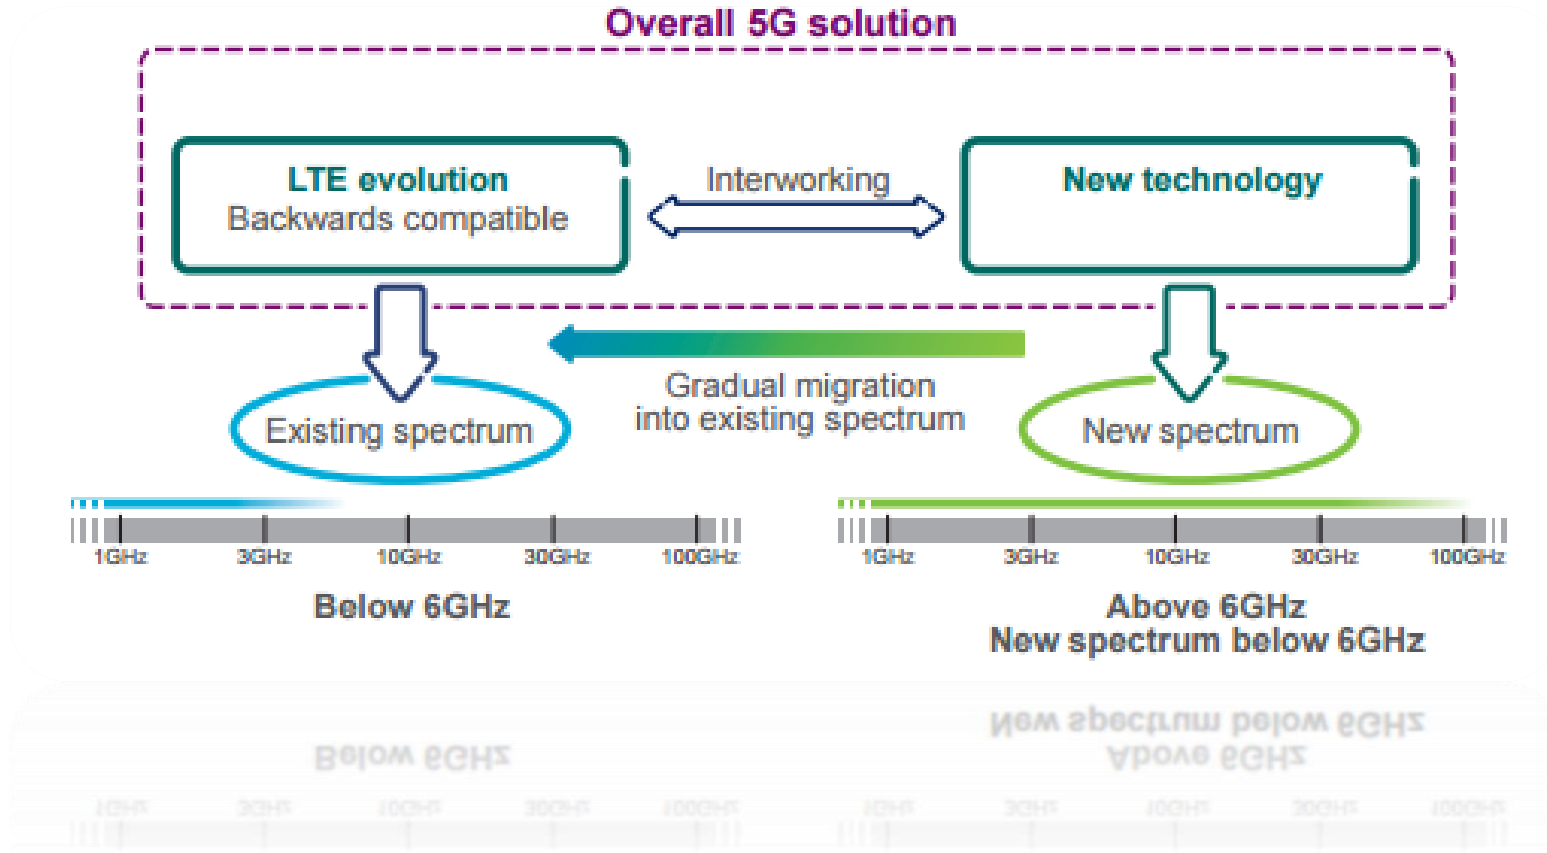 Overall 5G solution
LTE evolution
Backwards compatible
Interworking
New technology
Gradual migration
into existing spectrum
Existing spectrum
New spectrum
1GHz 3GHz 10GHz 30GHz 100GHz
1GHz 3GHz 10GHz 30GHz 100GHz
Below 6GHz
Above 6GHz
New spectrum below 6GHz